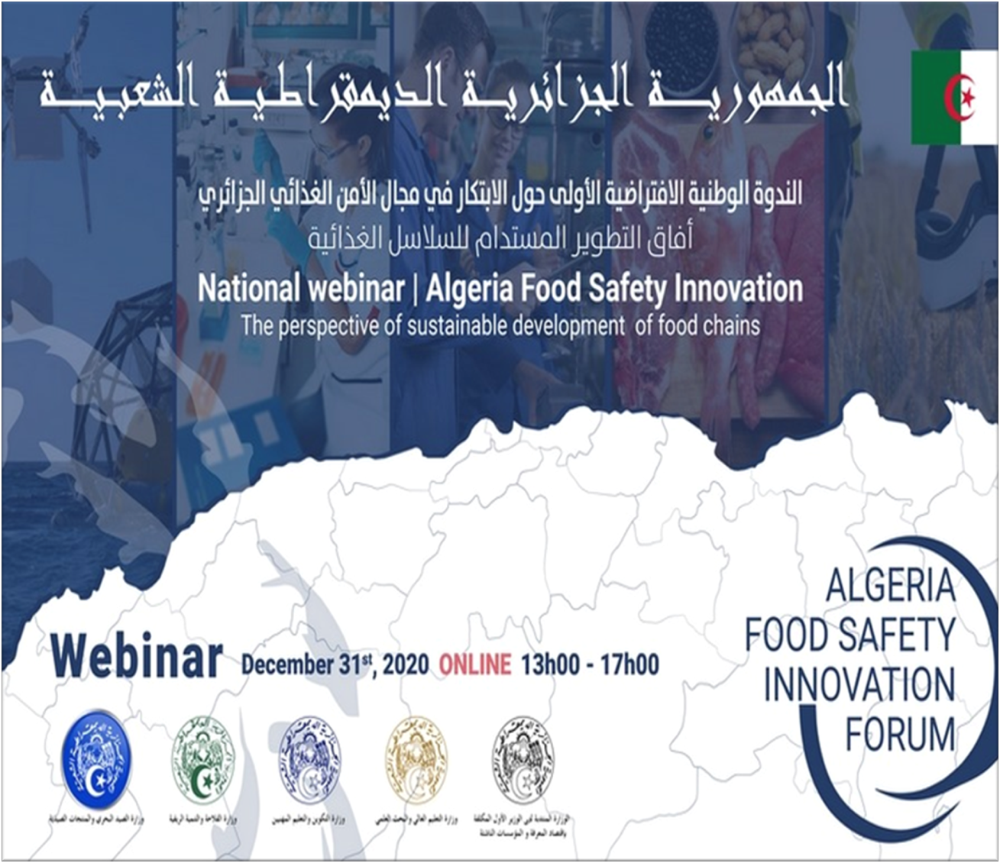 الجمهورية الجزائرية الديمقراطية الشعبية
الندوة الوطنية الافتراضية الأولى حول الابتكار في مجال الأمن الغذائي الجزائري
أفاق التطوير المستدام للسلاسل الغذائية
National webinar | Algeria Food Safety Innovation
The perspective of sustainable development of food chains
ALGERIA
FOOD SAFETY
INNOVATION
FORUM
Webinar December 31st, 2020 ONLINE 13h00 - 17h00
وزارة الصيد البحري والمنتجات الصيدية
وزارة الفلاحة والتنمية الريفية
وزارة التكوين والتعليم المهنيين
وزارة التعليم العالي والبحث العلمي
الوزارة المنتدبة لدى الوزير الأول المكلفة
باقتصاد المعرفة و المؤسسات الناشئة